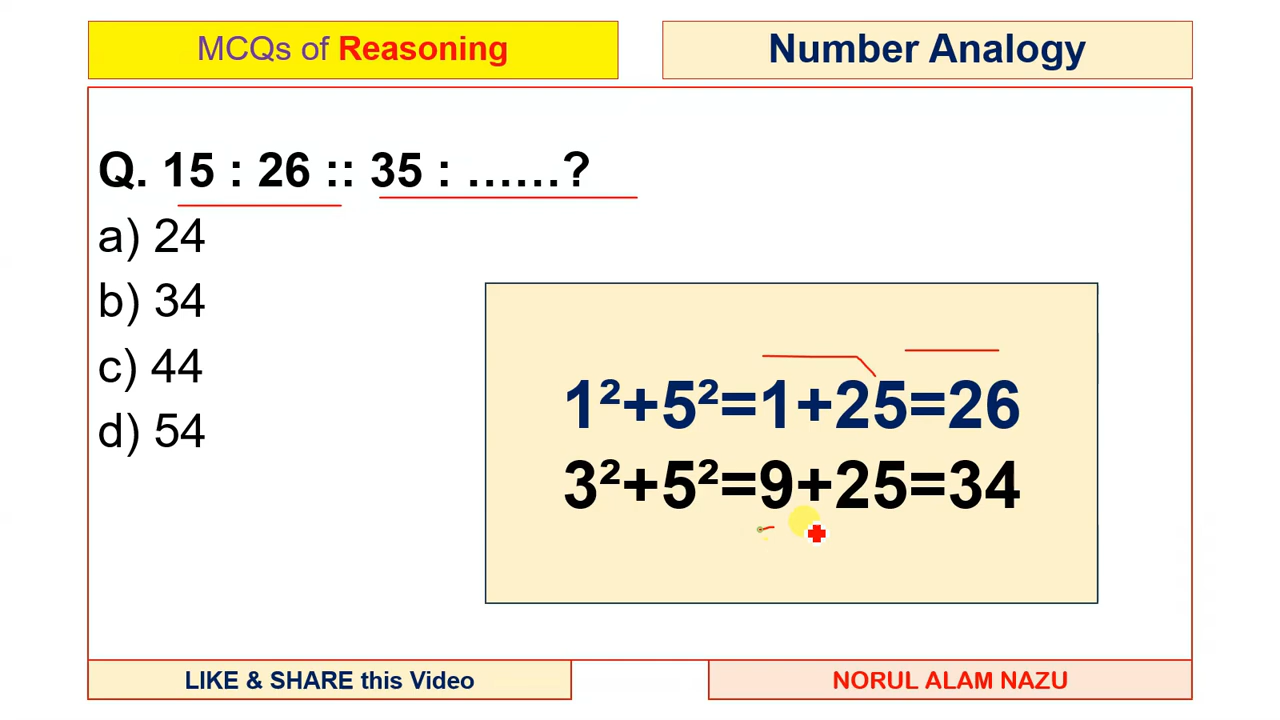 MCQs of Reasoning
Number Analogy
Q. 15 : 26 :: 35 : ……?
a) 24
b) 34
c) 44
d) 54
1²+5²=1+25=26
3²+5²=9+25=34
LIKE & SHARE this Video
NORUL ALAM NAZU